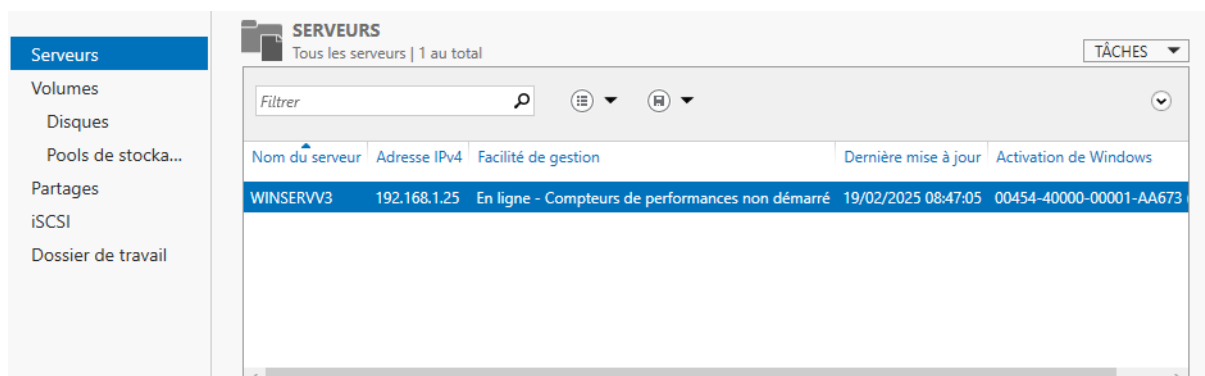 SERVEURS
Tous les serveurs | 1 au total
TÂCHES
Serveurs
Volumes
Disques
Pools de stocka...
Partages
iSCSI
Dossier de travail
Filtrer
Nom du serveur Adresse IPv4 Facilité de gestion Dernière mise à jour Activation de Windows
WINSERVV3 192.168.1.25 En ligne - Compteurs de performances non démarré 19/02/2025 08:47:05 00454-40000-00001-AA673